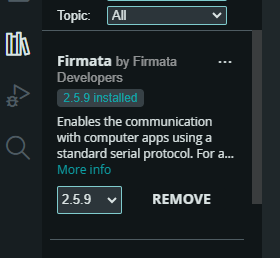 Topic: All
Firmata by Firmata ...
Developers
2.5.9 installed
Enables the communication
with computer apps using a
standard serial protocol. For a...
More info
2.5.9 REMOVE